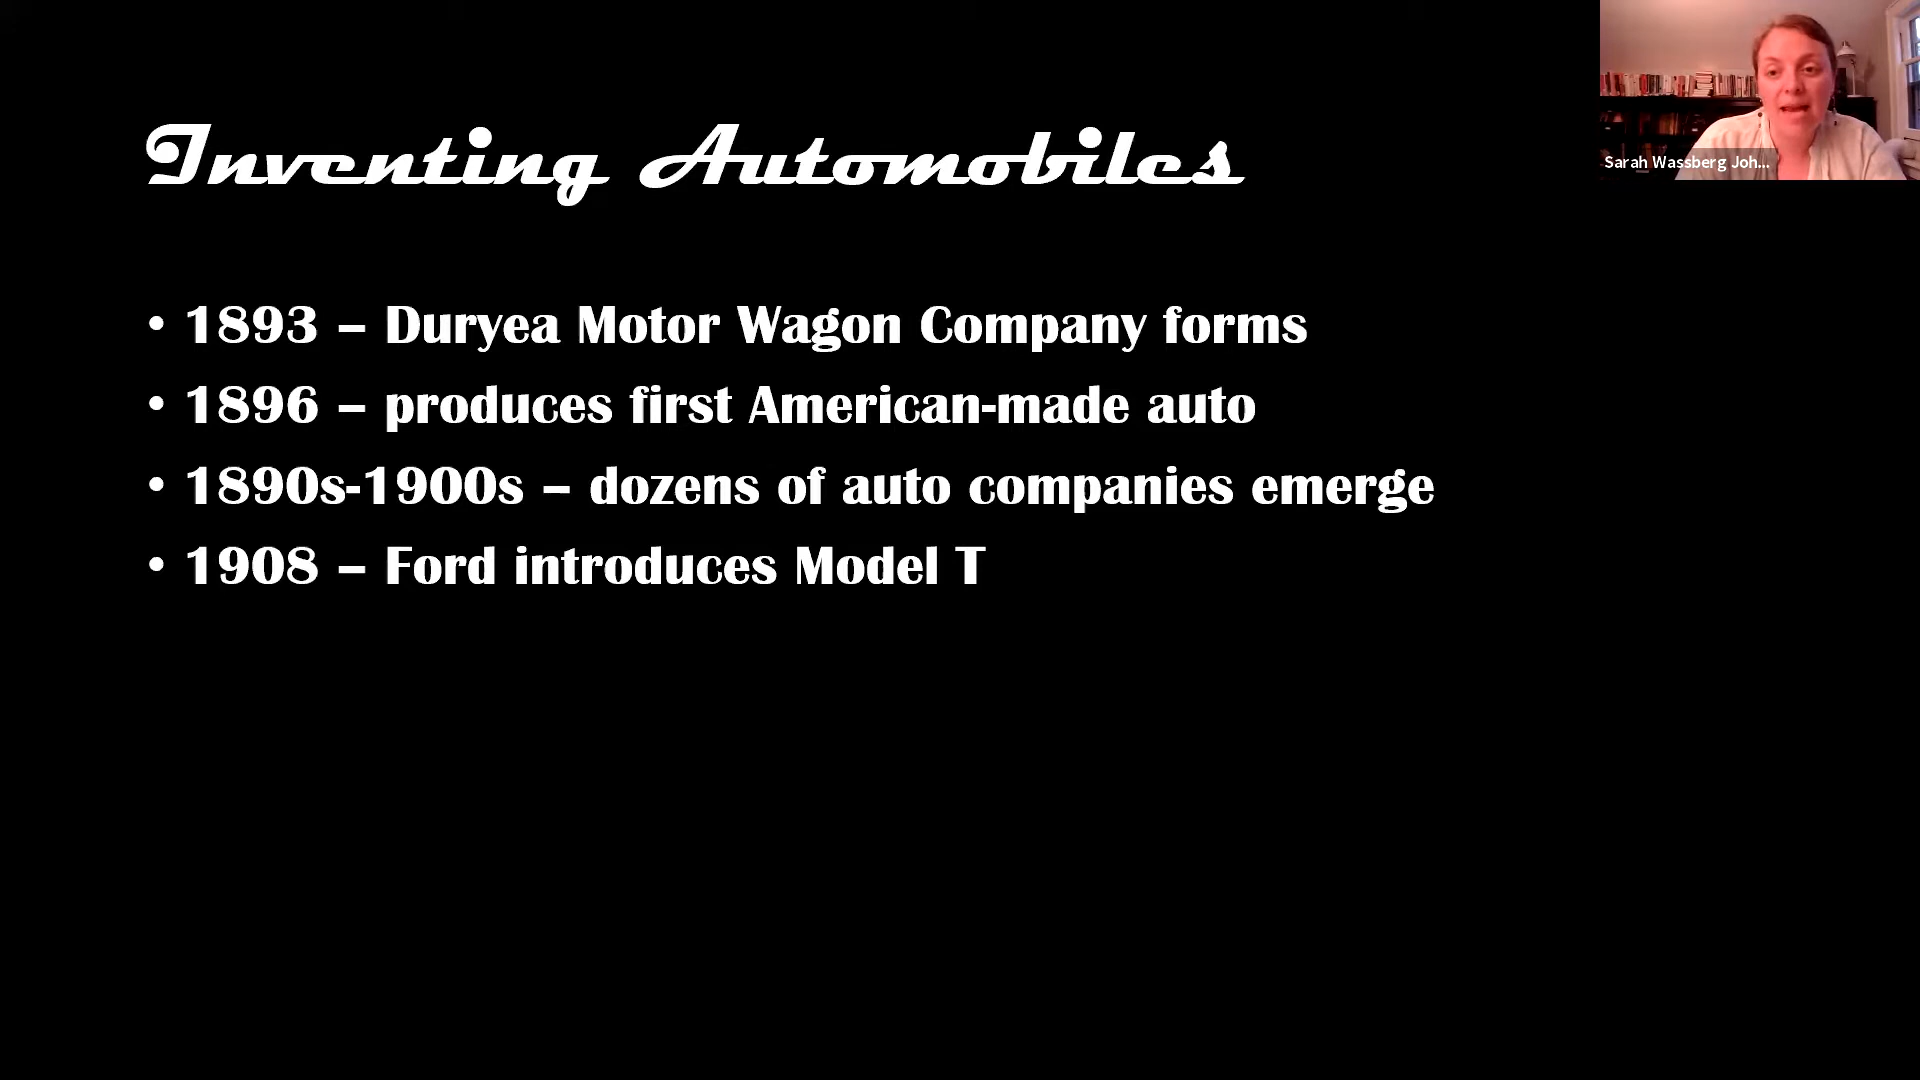 Inventing Automobiles
• 1893 – Duryea Motor Wagon Company forms
• 1896 – produces first American-made auto
• 1890s-1900s – dozens of auto companies emerge
• 1908 – Ford introduces Model T
Sarah Wassberg Joh...